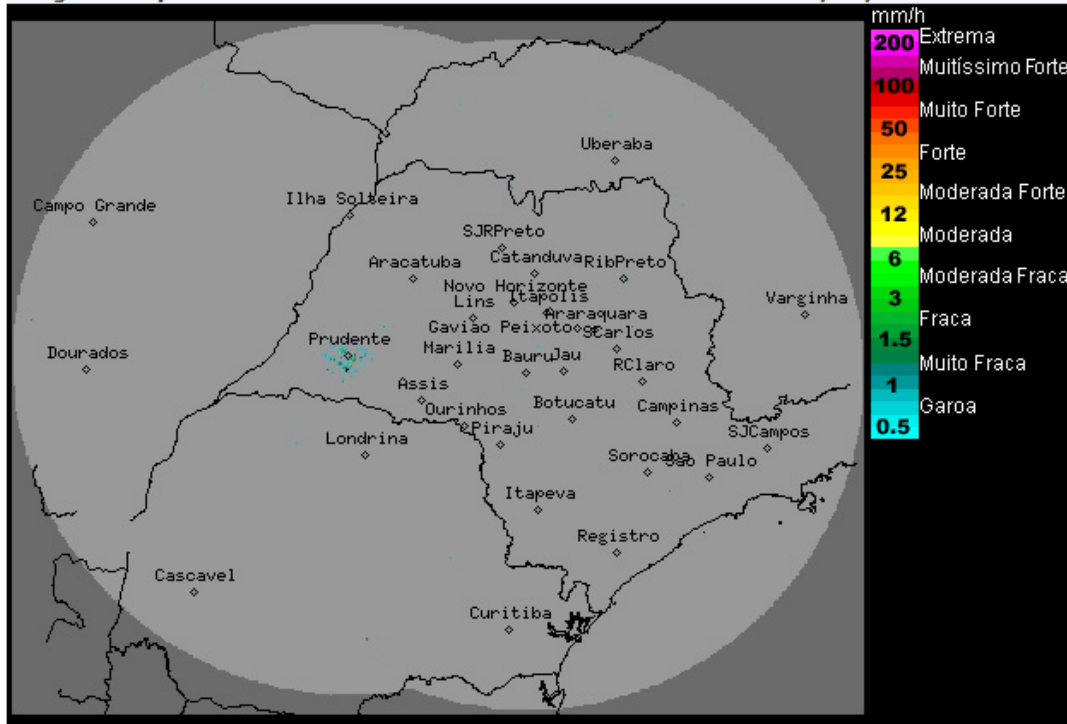 mm/h
200 Extrema
Muitíssimo Forte
100
Muito Forte
50
Forte
25
Moderada Forte
12
Moderada
6
Moderada Fraca
3
Fraca
1.5
Muito Fraca
1
Garoa
0.5
Uberaba
Campo Grande
Ilha Solteira
SJRPreto
Aracatuba
Catanduva
RibPreto
Novo Horizonte
Lins
Itapolis
Varginha
Araraquara
Gavião Peixoto
SCarlos
Dourados
Prudente
Marilia
Bauru
Jau
RClaro
Assis
Ourinhos
Botucatu
Campinas
Londrina
Piraju
SJCampos
Sorocaba
Sao Paulo
Itapeva
Registro
Cascavel
Curitiba